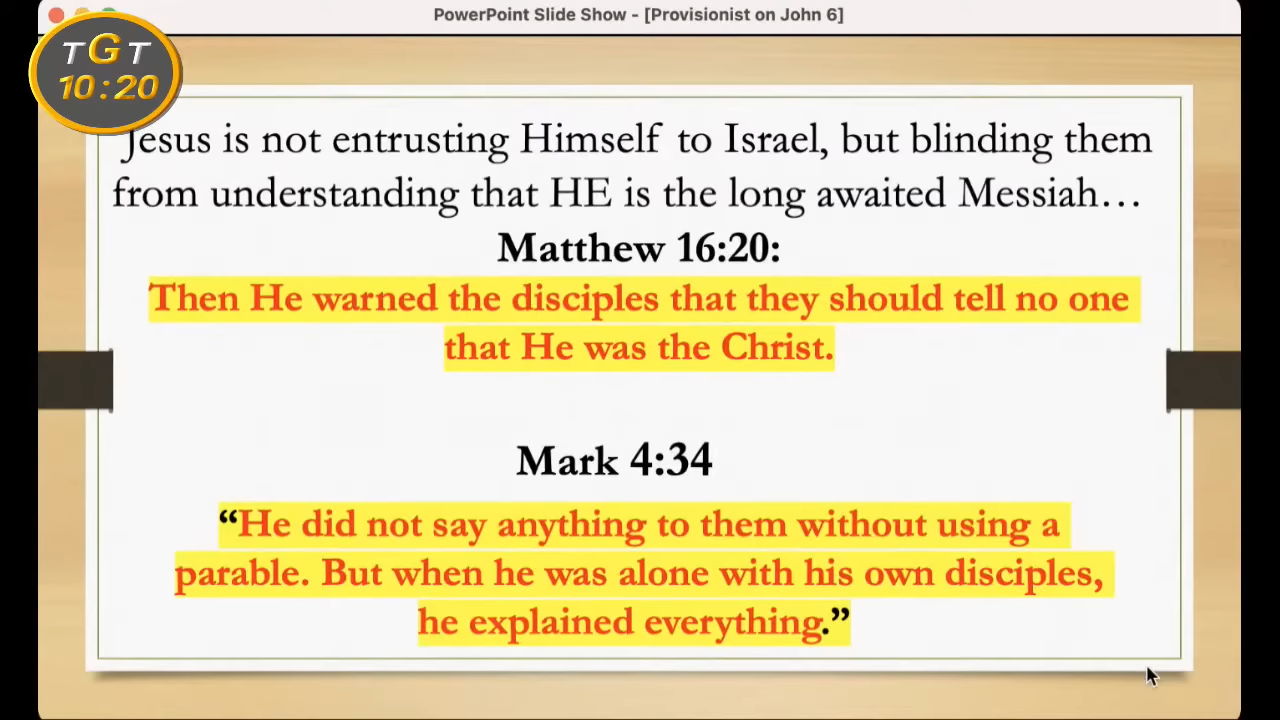 PowerPoint Slide Show - [Provisionist on John 6]
TGT
10:20
Jesus is not entrusting Himself to Israel, but blinding them
from understanding that HE is the long awaited Messiah…
Matthew 16:20:
Then He warned the disciples that they should tell no one
that He was the Christ.
Mark 4:34
“He did not say anything to them without using a
parable. But when he was alone with his own disciples,
he explained everything.”